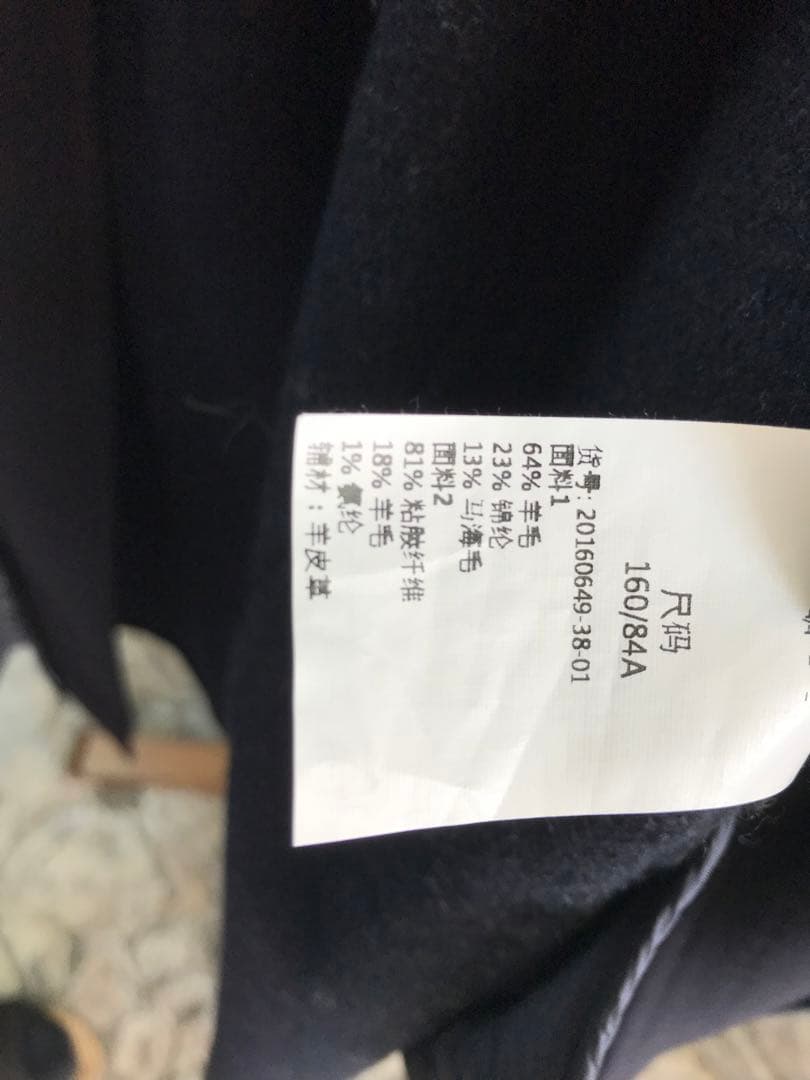 尺码
160/84A
货号: 20160649-38-01
面料1
64% 羊毛
23% 锦纶
13% 马海毛
面料2
81% 粘胶纤维
18% 羊毛
1% 氨纶
辅材：羊皮革